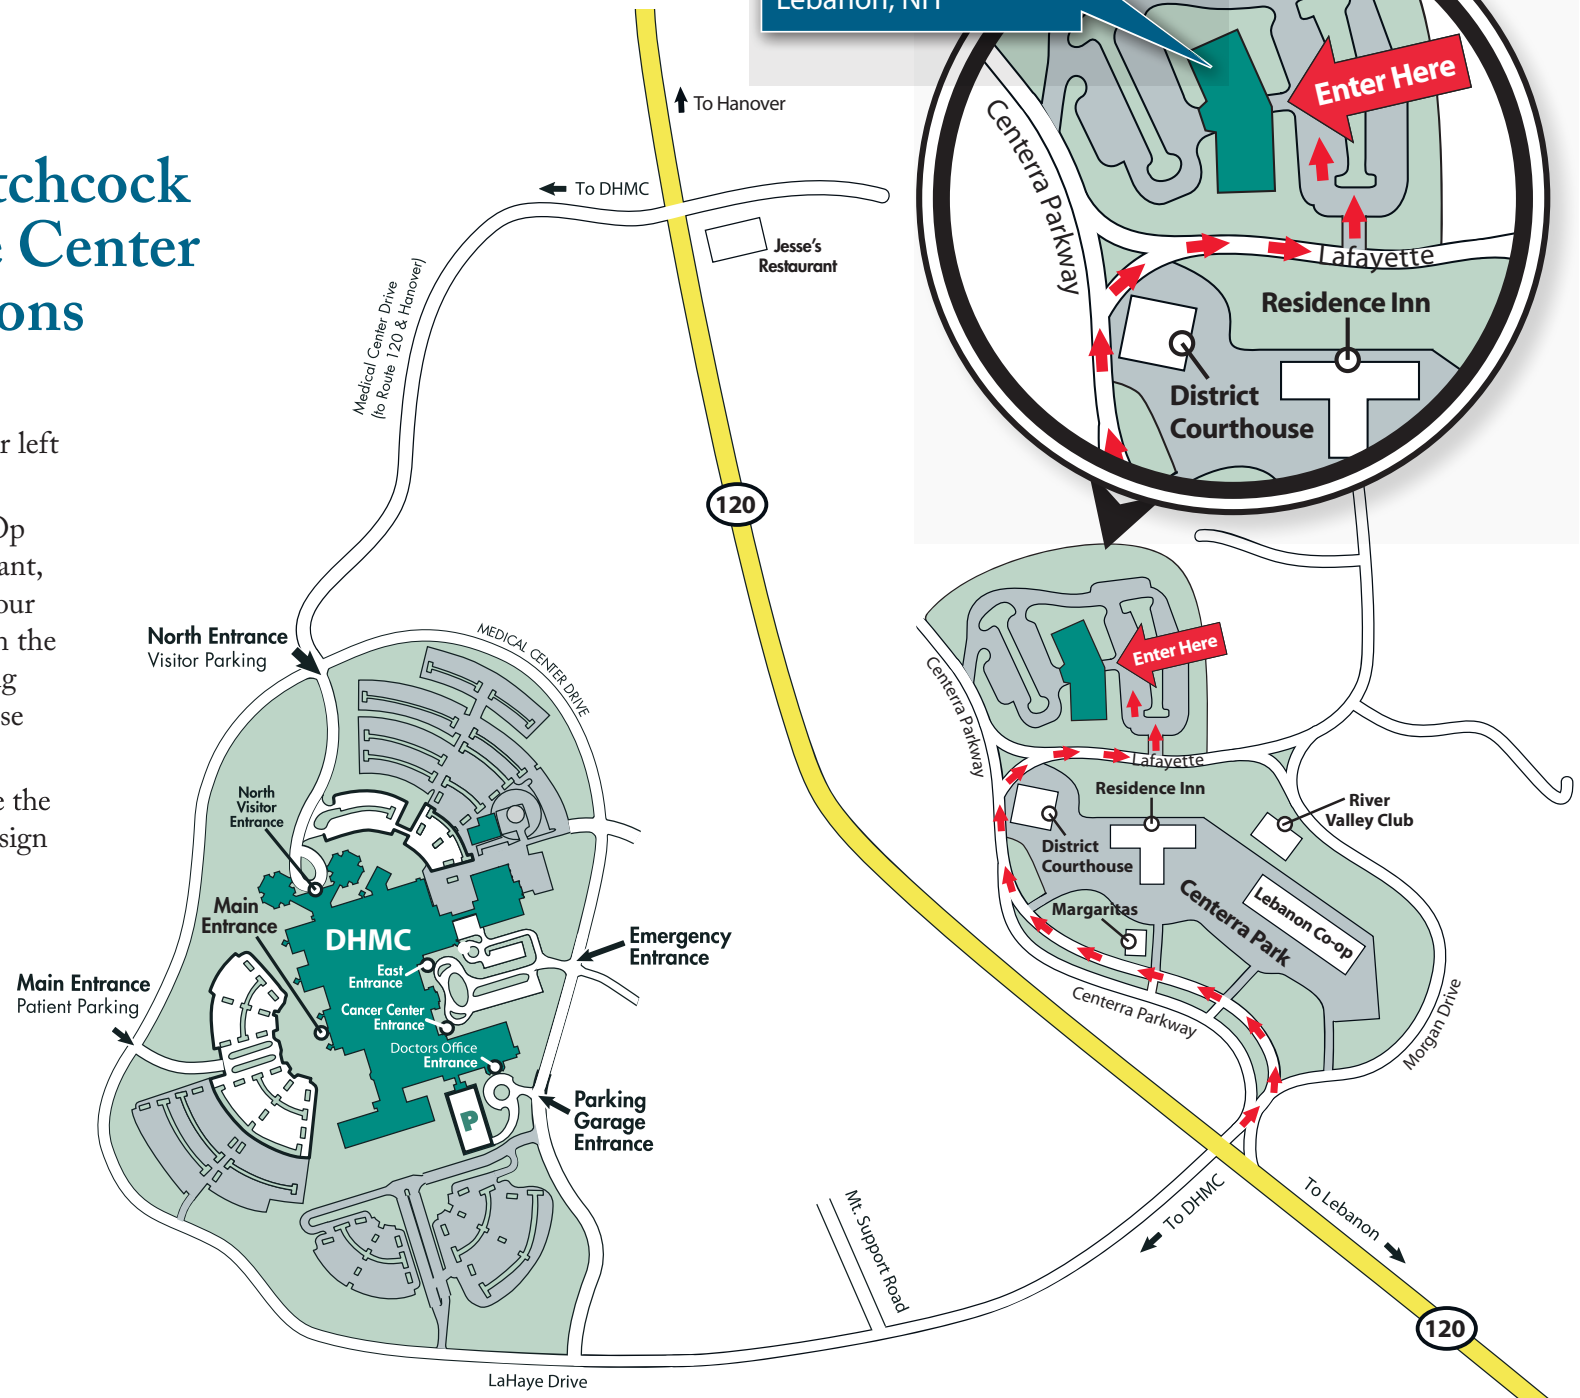 Lebanon, NH
Enter Here
Centerra Parkway
Lafayette
Residence Inn
District
Courthouse
To Hanover
To DHMC
Jesse's
Restaurant
Medical Center Drive
(to Route 120 & Hanover)
tchcock
Center
ons
r left
Op
ant,
our
n the
g
se
e the
sign
120
North Entrance
Visitor Parking
MEDICAL CENTER DRIVE
North
Visitor
Entrance
Main
Entrance
DHMC
East
Entrance
Cancer Center
Entrance
Doctors Office
Entrance
P
Emergency
Entrance
Main Entrance
Patient Parking
Parking
Garage
Entrance
LaHaye Drive
Mt. Support Road
Enter Here
Centerra Parkway
Lafayette
Residence Inn
River
Valley Club
District
Courthouse
Margaritas
Centerra Park
Lebanon Co-op
Centerra Parkway
Morgan Drive
To DHMC
To Lebanon
120